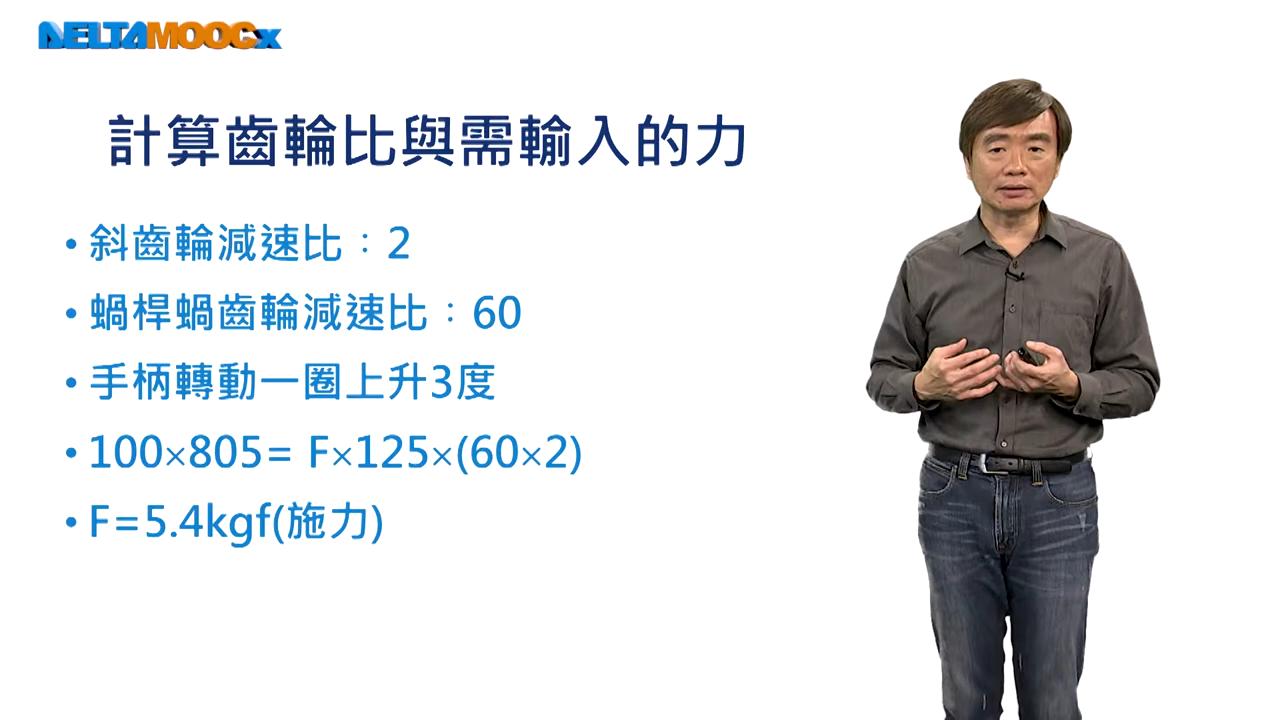 DELTAMOOCx
計算齒輪比與需輸入的力
• 斜齒輪減速比：2
• 蝸桿蝸齒輪減速比：60
• 手柄轉動一圈上升3度
• 100×805= F×125×(60×2)
• F=5.4kgf(施力)